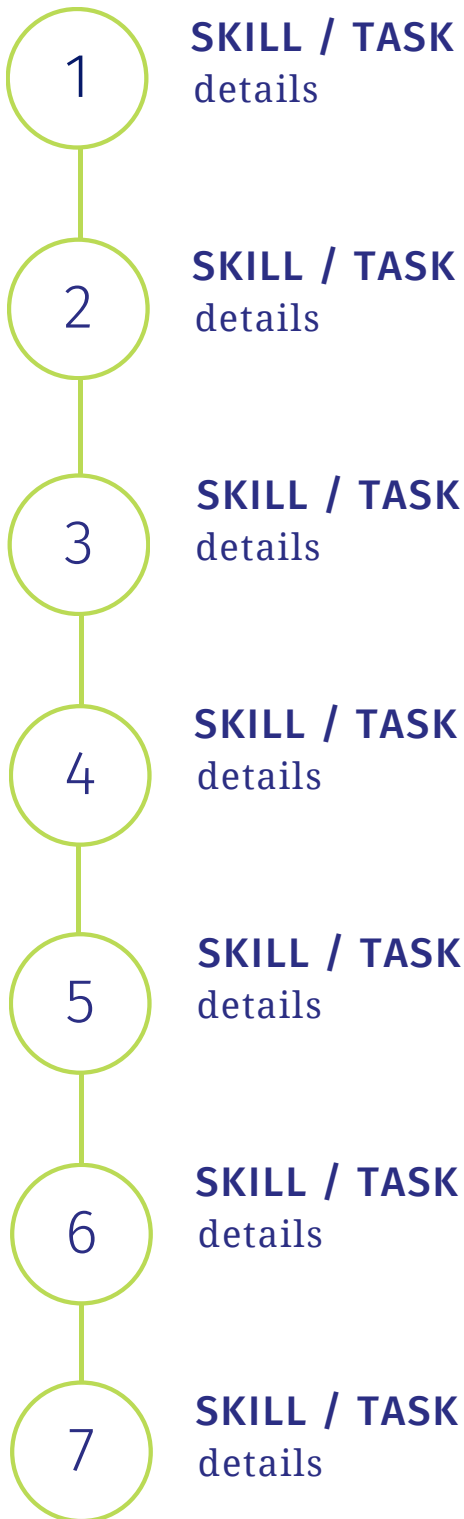 1
SKILL / TASK
details
2
SKILL / TASK
details
3
SKILL / TASK
details
4
SKILL / TASK
details
5
SKILL / TASK
details
6
SKILL / TASK
details
7
SKILL / TASK
details